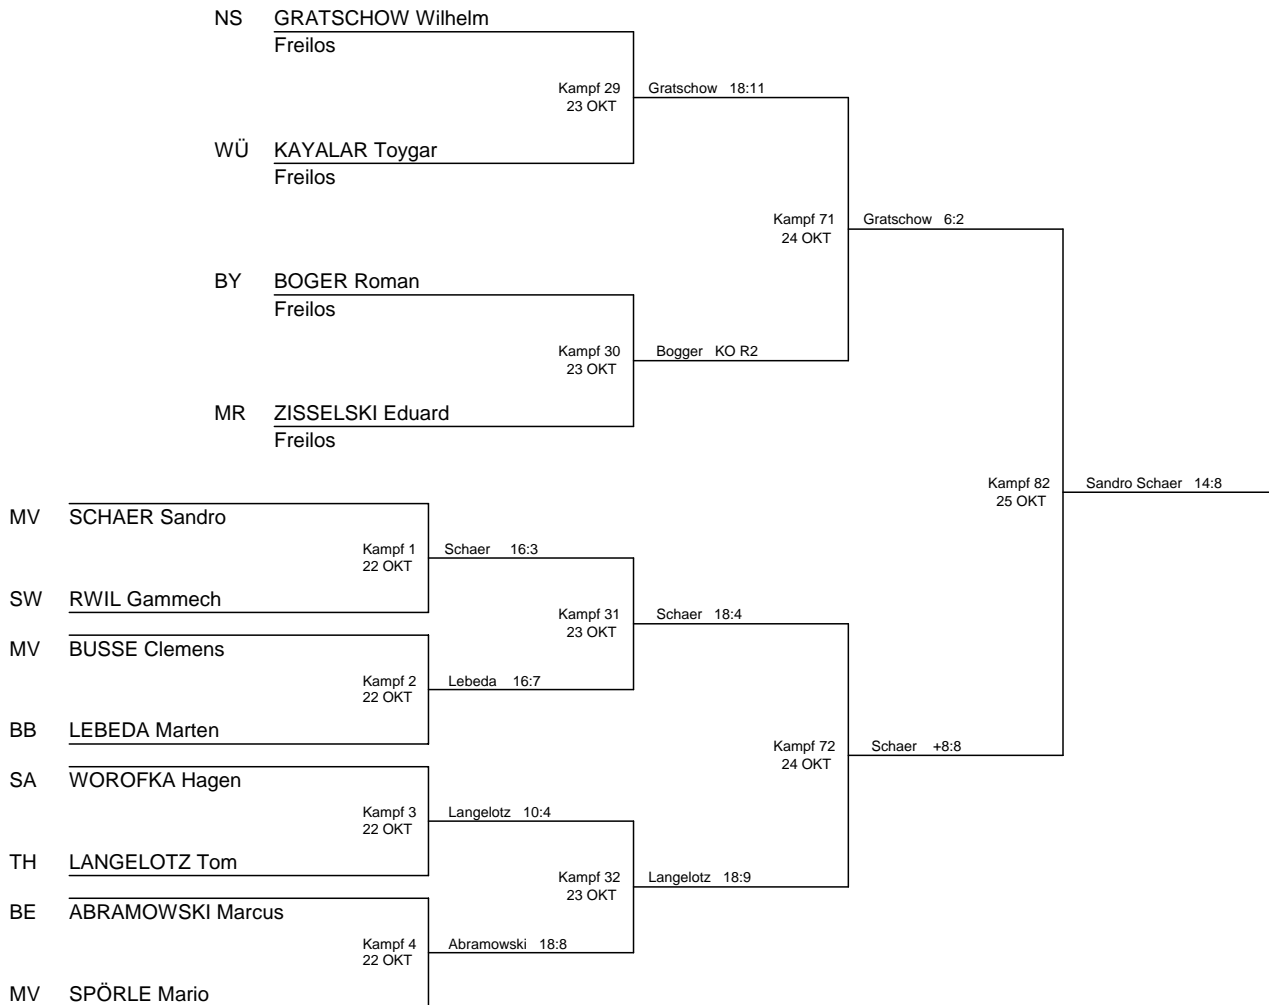 NS GRATSCHOW Wilhelm
Freilos
Kampf 29 Gratschow 18:11
23 OKT
WÜ KAYALAR Toygar
Freilos
Kampf 71 Gratschow 6:2
24 OKT
BY BOGER Roman
Freilos
Kampf 30 Bogger KO R2
23 OKT
MR ZISSELSKI Eduard
Freilos
Kampf 82 Sandro Schaer 14:8
25 OKT
MV SCHAER Sandro
Kampf 1 Schaer 16:3
22 OKT
SW RWIL Gammech
Kampf 31 Schaer 18:4
23 OKT
MV BUSSE Clemens
Kampf 2 Lebeda 16:7
22 OKT
BB LEBEDA Marten
Kampf 72 Schaer +8:8
24 OKT
SA WOROFKA Hagen
Kampf 3 Langelotz 10:4
22 OKT
TH LANGELOTZ Tom
Kampf 32 Langelotz 18:9
23 OKT
BE ABRAMOWSKI Marcus
Kampf 4 Abramowski 18:8
22 OKT
MV SPÖRLE Mario